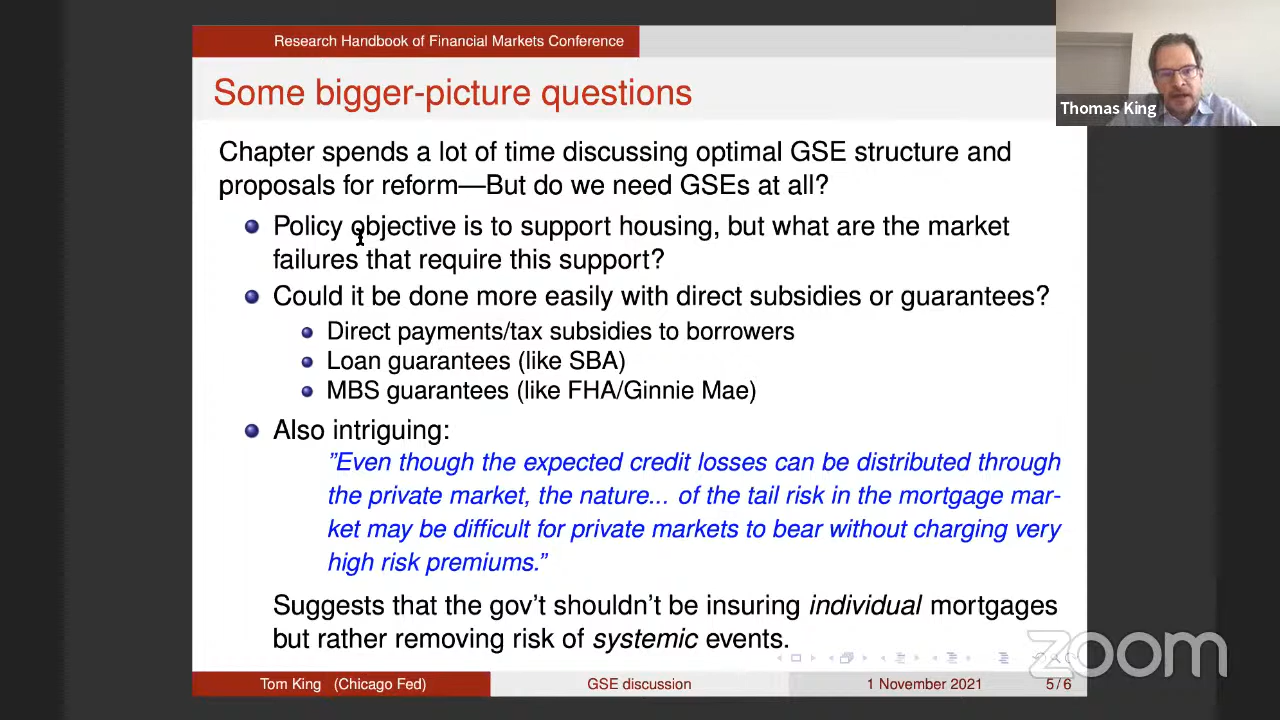 Research Handbook of Financial Markets Conference
Some bigger-picture questions
Thomas King
Chapter spends a lot of time discussing optimal GSE structure and
proposals for reform—But do we need GSEs at all?
Policy objective is to support housing, but what are the market
failures that require this support?
Could it be done more easily with direct subsidies or guarantees?
Direct payments/tax subsidies to borrowers
Loan guarantees (like SBA)
MBS guarantees (like FHA/Ginnie Mae)
Also intriguing:
”Even though the expected credit losses can be distributed through
the private market, the nature... of the tail risk in the mortgage mar-
ket may be difficult for private markets to bear without charging very
high risk premiums.”
Suggests that the gov’t shouldn’t be insuring individual mortgages
but rather removing risk of systemic events.
zoom
Tom King (Chicago Fed) GSE discussion 1 November 2021 5/6